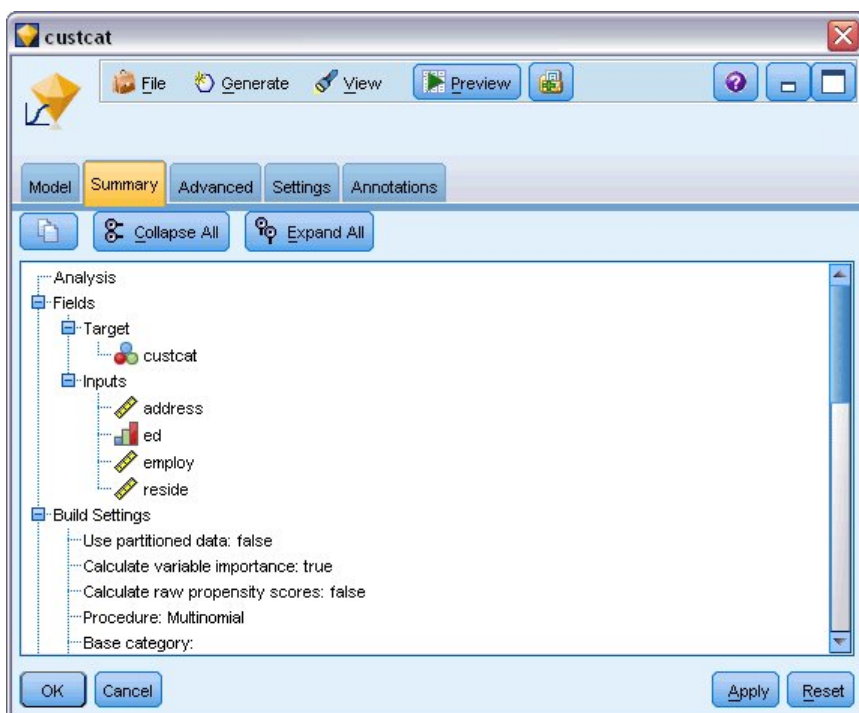 custcat
File Generate View Preview
Model Summary Advanced Settings Annotations
Collapse All Expand All
Analysis
Fields
Target
custcat
Inputs
address
ed
employ
reside
Build Settings
Use partitioned data: false
Calculate variable importance: true
Calculate raw propensity scores: false
Procedure: Multinomial
Base category:
OK Cancel Apply Reset